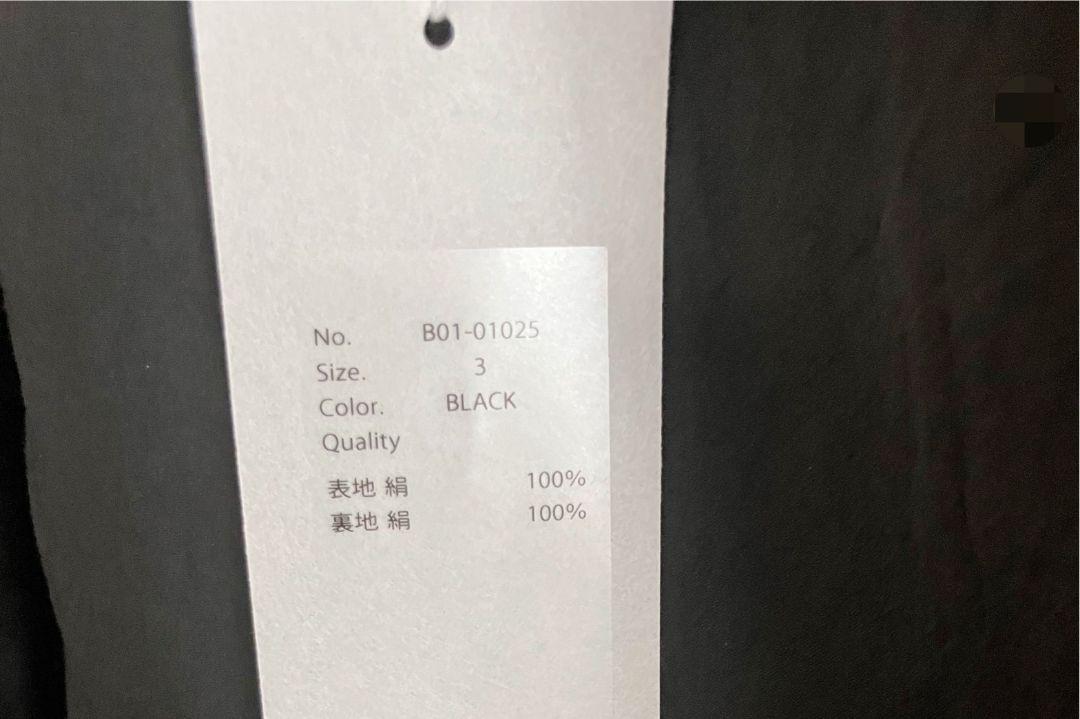 No. B01-01025
Size. 3
Color. BLACK
Quality
表地 絹 100%
裏地 絹 100%